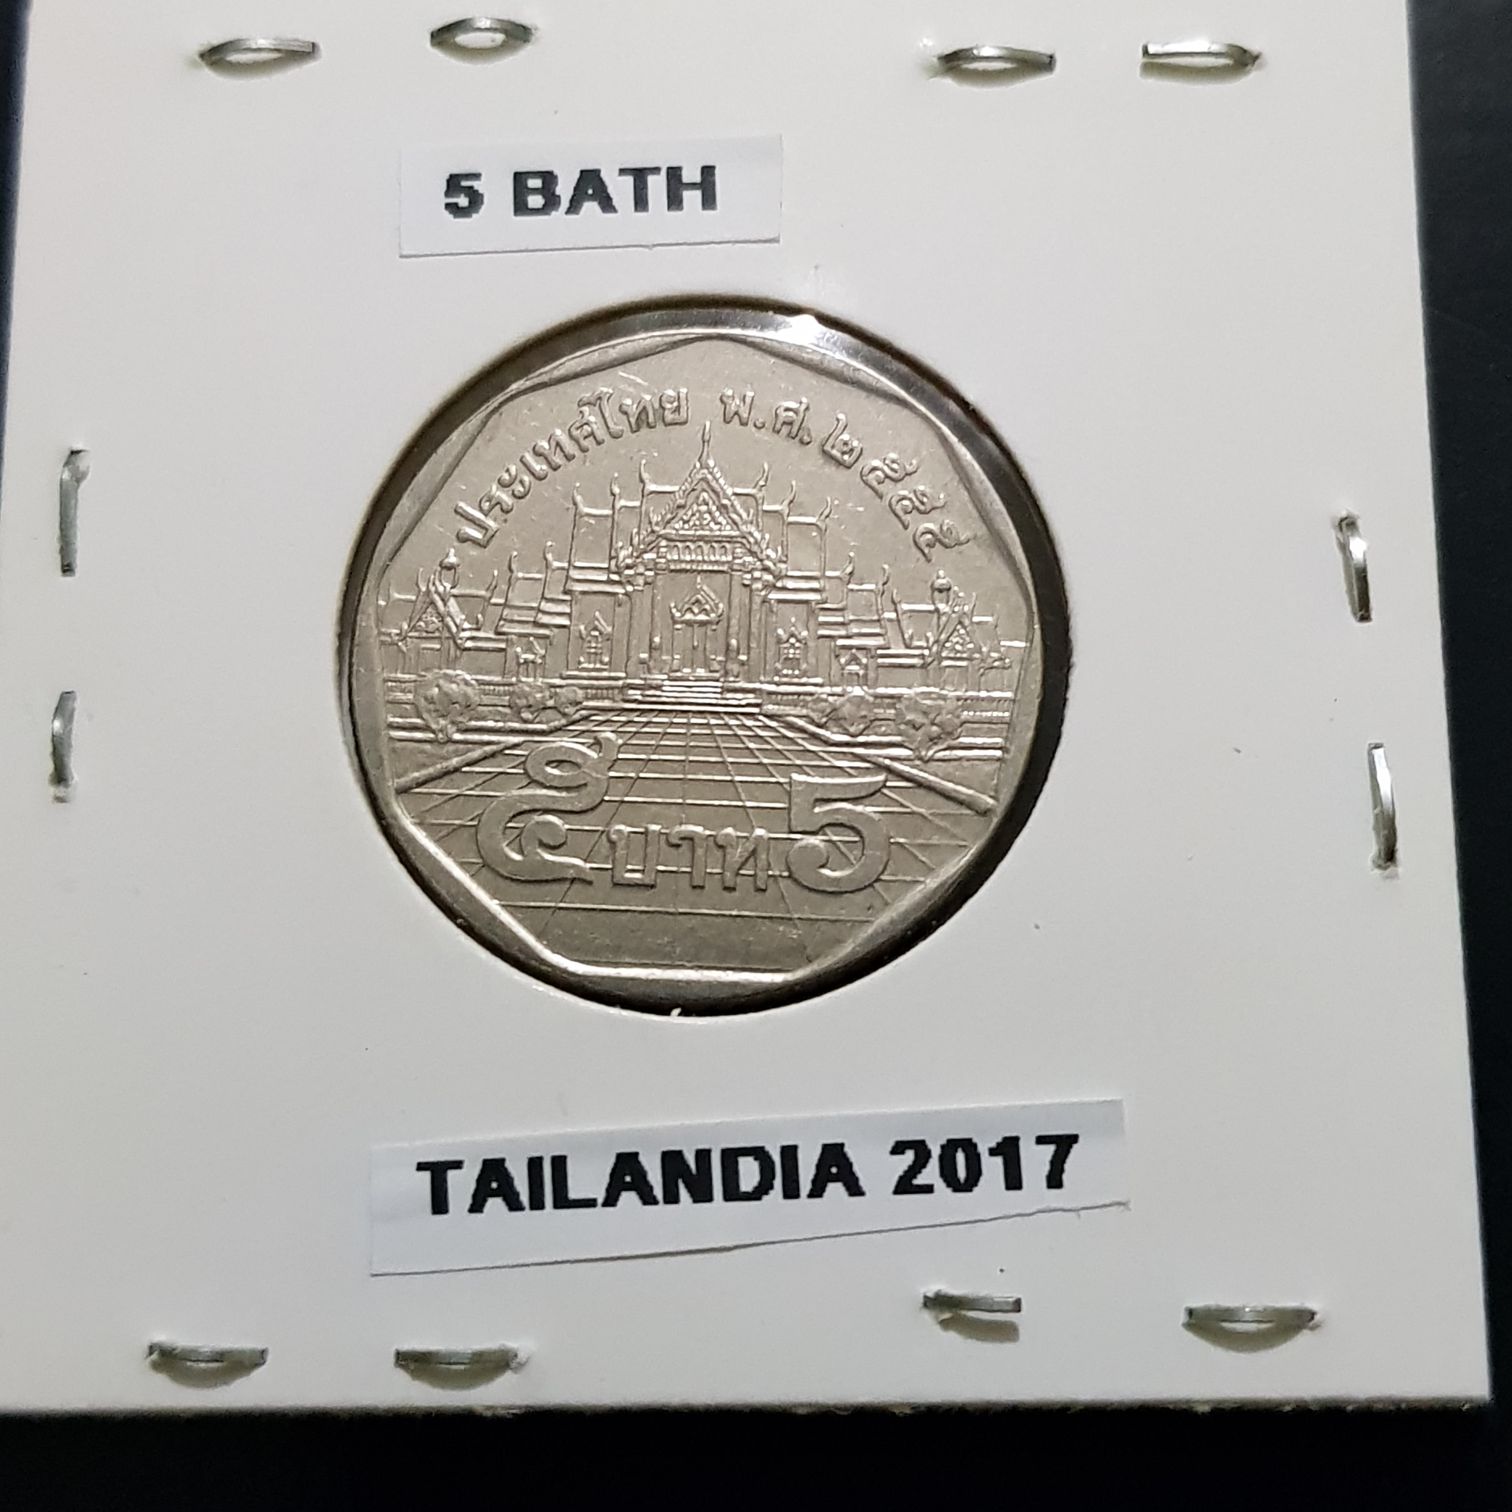 5 BATH
ประเทศไทย พ.ศ. ๒๕๕๕
๕ บาท 5
TAILANDIA 2017